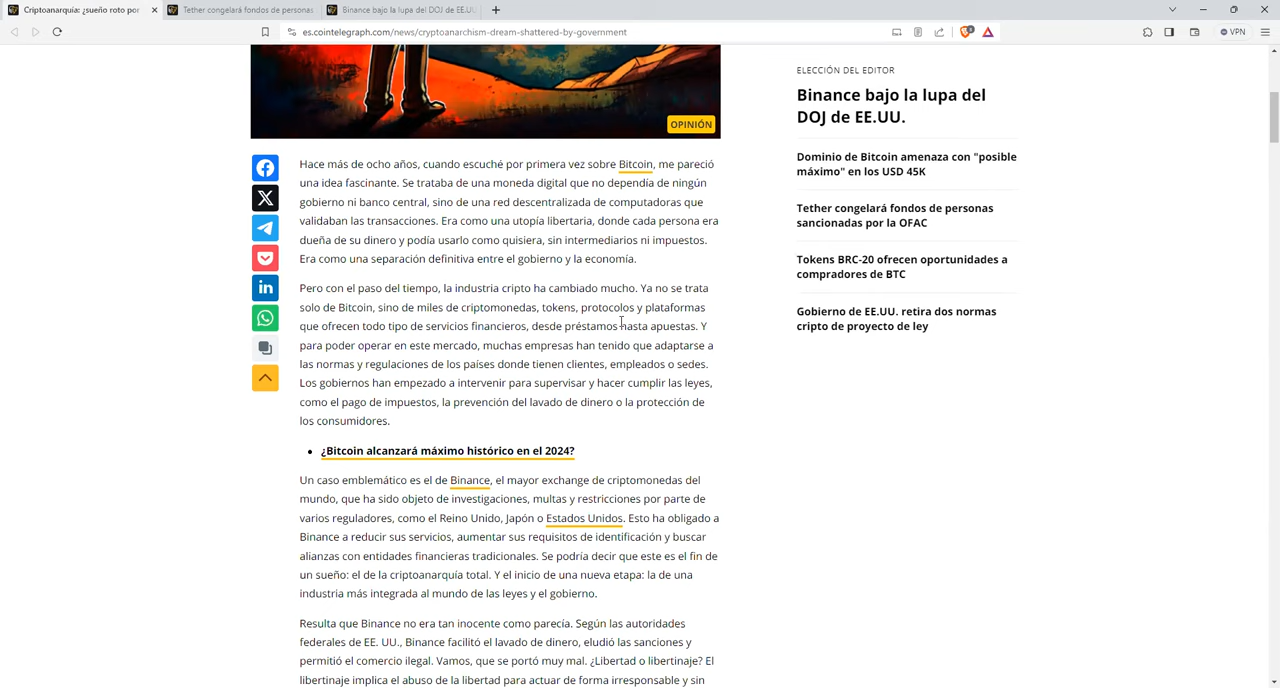 Criptoanarquía: ¿sueño roto por
Tether congelará fondos de personas
Binance bajo la lupa del DOJ de EE.UU.
es.cointelegraph.com/news/cryptoanarchism-dream-shattered-by-government
VPN
OPINIÓN
Hace más de ocho años, cuando escuché por primera vez sobre Bitcoin, me pareció
una idea fascinante. Se trataba de una moneda digital que no dependía de ningún
gobierno ni banco central, sino de una red descentralizada de computadoras que
validaban las transacciones. Era como una utopía libertaria, donde cada persona era
dueña de su dinero y podía usarlo como quisiera, sin intermediarios ni impuestos.
Era como una separación definitiva entre el gobierno y la economía.
Pero con el paso del tiempo, la industria cripto ha cambiado mucho. Ya no se trata
solo de Bitcoin, sino de miles de criptomonedas, tokens, protocolos y plataformas
que ofrecen todo tipo de servicios financieros, desde préstamos hasta apuestas. Y
para poder operar en este mercado, muchas empresas han tenido que adaptarse a
las normas y regulaciones de los países donde tienen clientes, empleados o sedes.
Los gobiernos han empezado a intervenir para supervisar y hacer cumplir las leyes,
como el pago de impuestos, la prevención del lavado de dinero o la protección de
los consumidores.
• ¿Bitcoin alcanzará máximo histórico en el 2024?
Un caso emblemático es el de Binance, el mayor exchange de criptomonedas del
mundo, que ha sido objeto de investigaciones, multas y restricciones por parte de
varios reguladores, como el Reino Unido, Japón o Estados Unidos. Esto ha obligado a
Binance a reducir sus servicios, aumentar sus requisitos de identificación y buscar
alianzas con entidades financieras tradicionales. Se podría decir que este es el fin de
un sueño: el de la criptoanarquía total. Y el inicio de una nueva etapa: la de una
industria más integrada al mundo de las leyes y el gobierno.
Resulta que Binance no era tan inocente como parecía. Según las autoridades
federales de EE. UU., Binance facilitó el lavado de dinero, eludió las sanciones y
permitió el comercio ilegal. Vamos, que se portó muy mal. ¿Libertad o libertinaje? El
libertinaje implica el abuso de la libertad para actuar de forma irresponsable y sin
ELECCIÓN DEL EDITOR
Binance bajo la lupa del
DOJ de EE.UU.
Dominio de Bitcoin amenaza con "posible
máximo" en los USD 45K
Tether congelará fondos de personas
sancionadas por la OFAC
Tokens BRC-20 ofrecen oportunidades a
compradores de BTC
Gobierno de EE.UU. retira dos normas
cripto de proyecto de ley